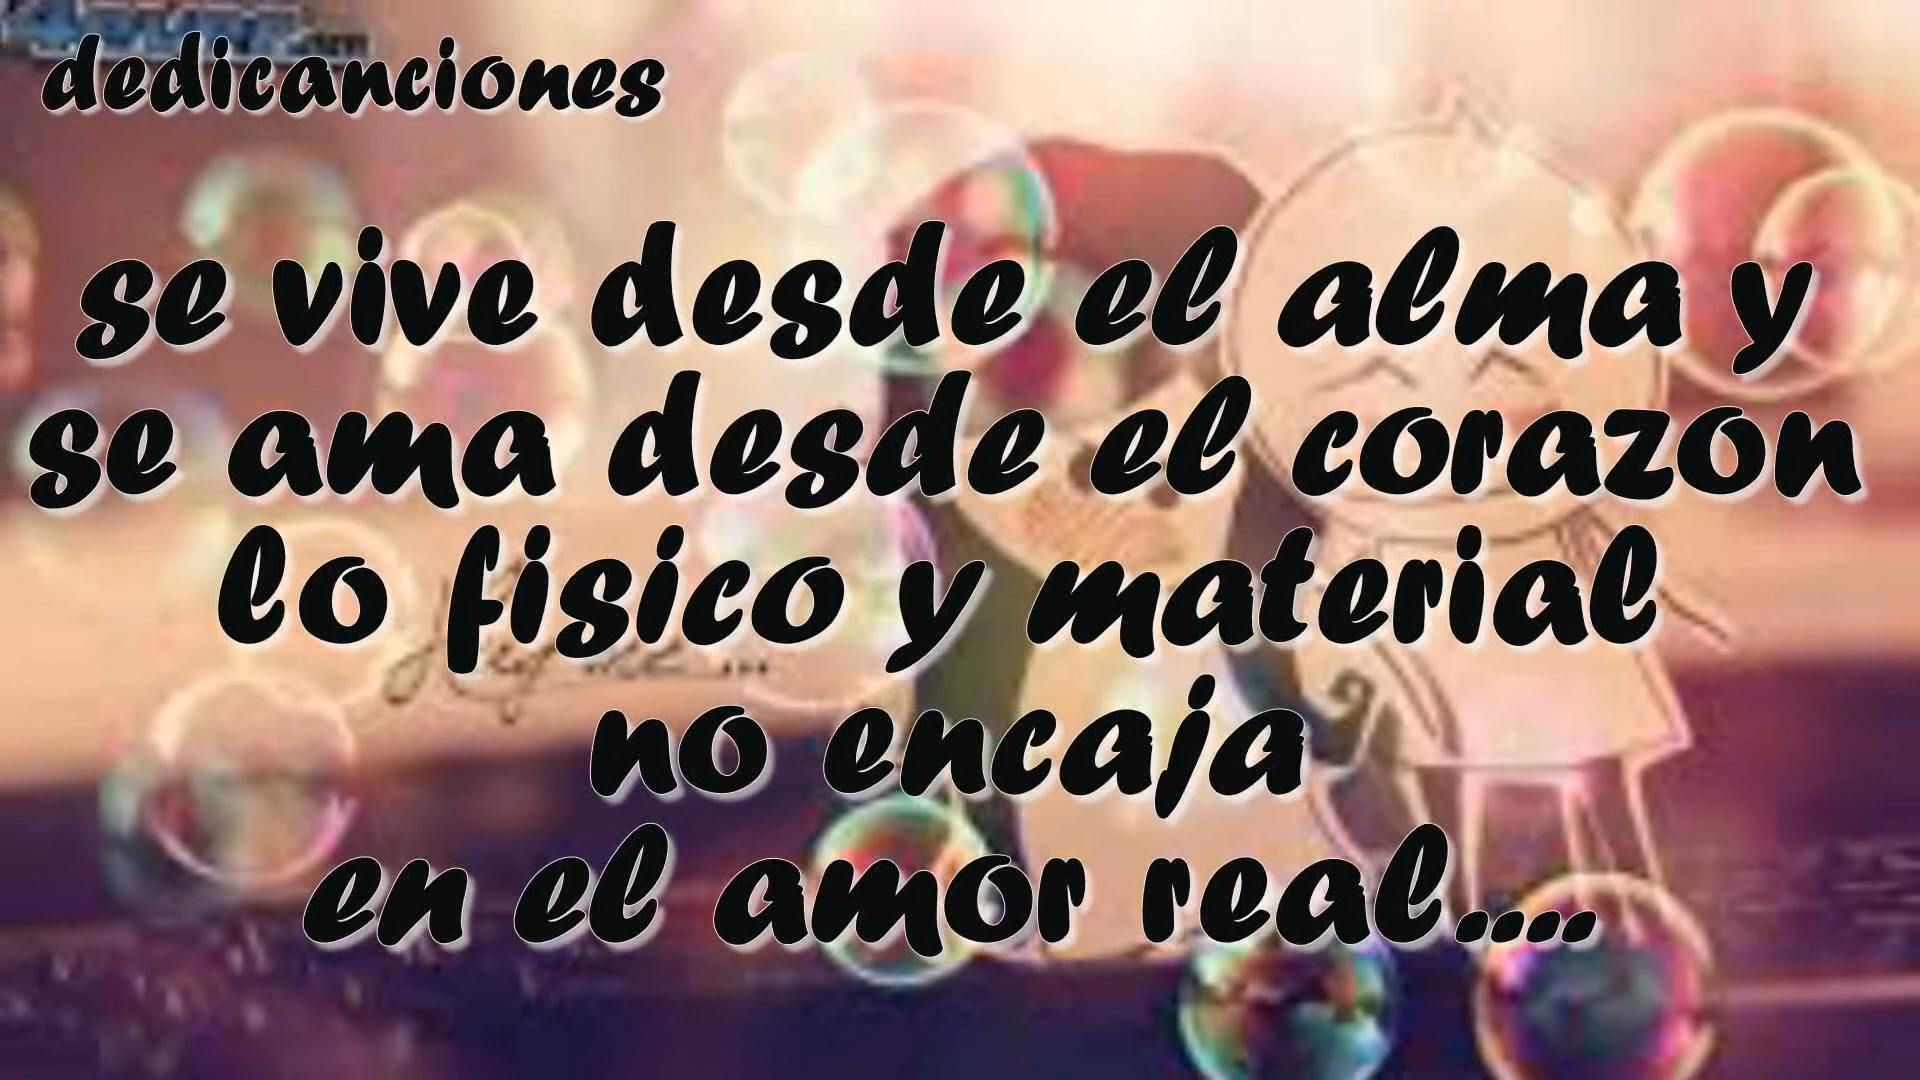 dedicanciones
se vive desde el alma y
se ama desde el corazon
lo fisico y material
no encaja
en el amor real....